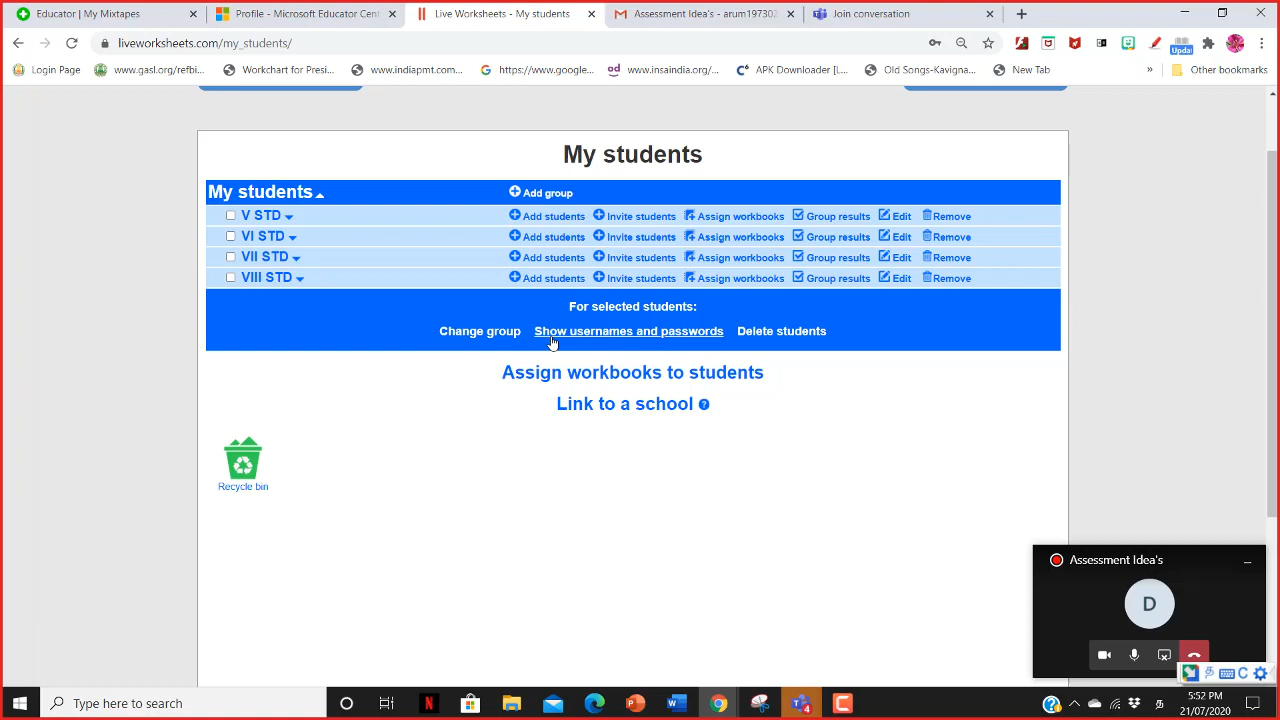 Educator | My Mixtapes
Profile - Microsoft Educator Cent
Live Worksheets - My students
Assessment Idea's - arum197302
Join conversation
liveworksheets.com/my_students/
Updat
Login Page
www.gasl.org/refbi...
Workchart for Presi...
www.indiapmt.com...
https://www.google...
www.insaindia.org/...
APK Downloader [L...
Old Songs-Kavigna...
New Tab
»
Other bookmarks
My students
My students
Add group
V STD Add students Invite students Assign workbooks Group results Edit Remove
VI STD Add students Invite students Assign workbooks Group results Edit Remove
VII STD Add students Invite students Assign workbooks Group results Edit Remove
VIII STD Add students Invite students Assign workbooks Group results Edit Remove
For selected students:
Change group Show usernames and passwords Delete students
Assign workbooks to students
Link to a school ?
Recycle bin
Assessment Idea's
D
Type here to search
4
5:52 PM
21/07/2020